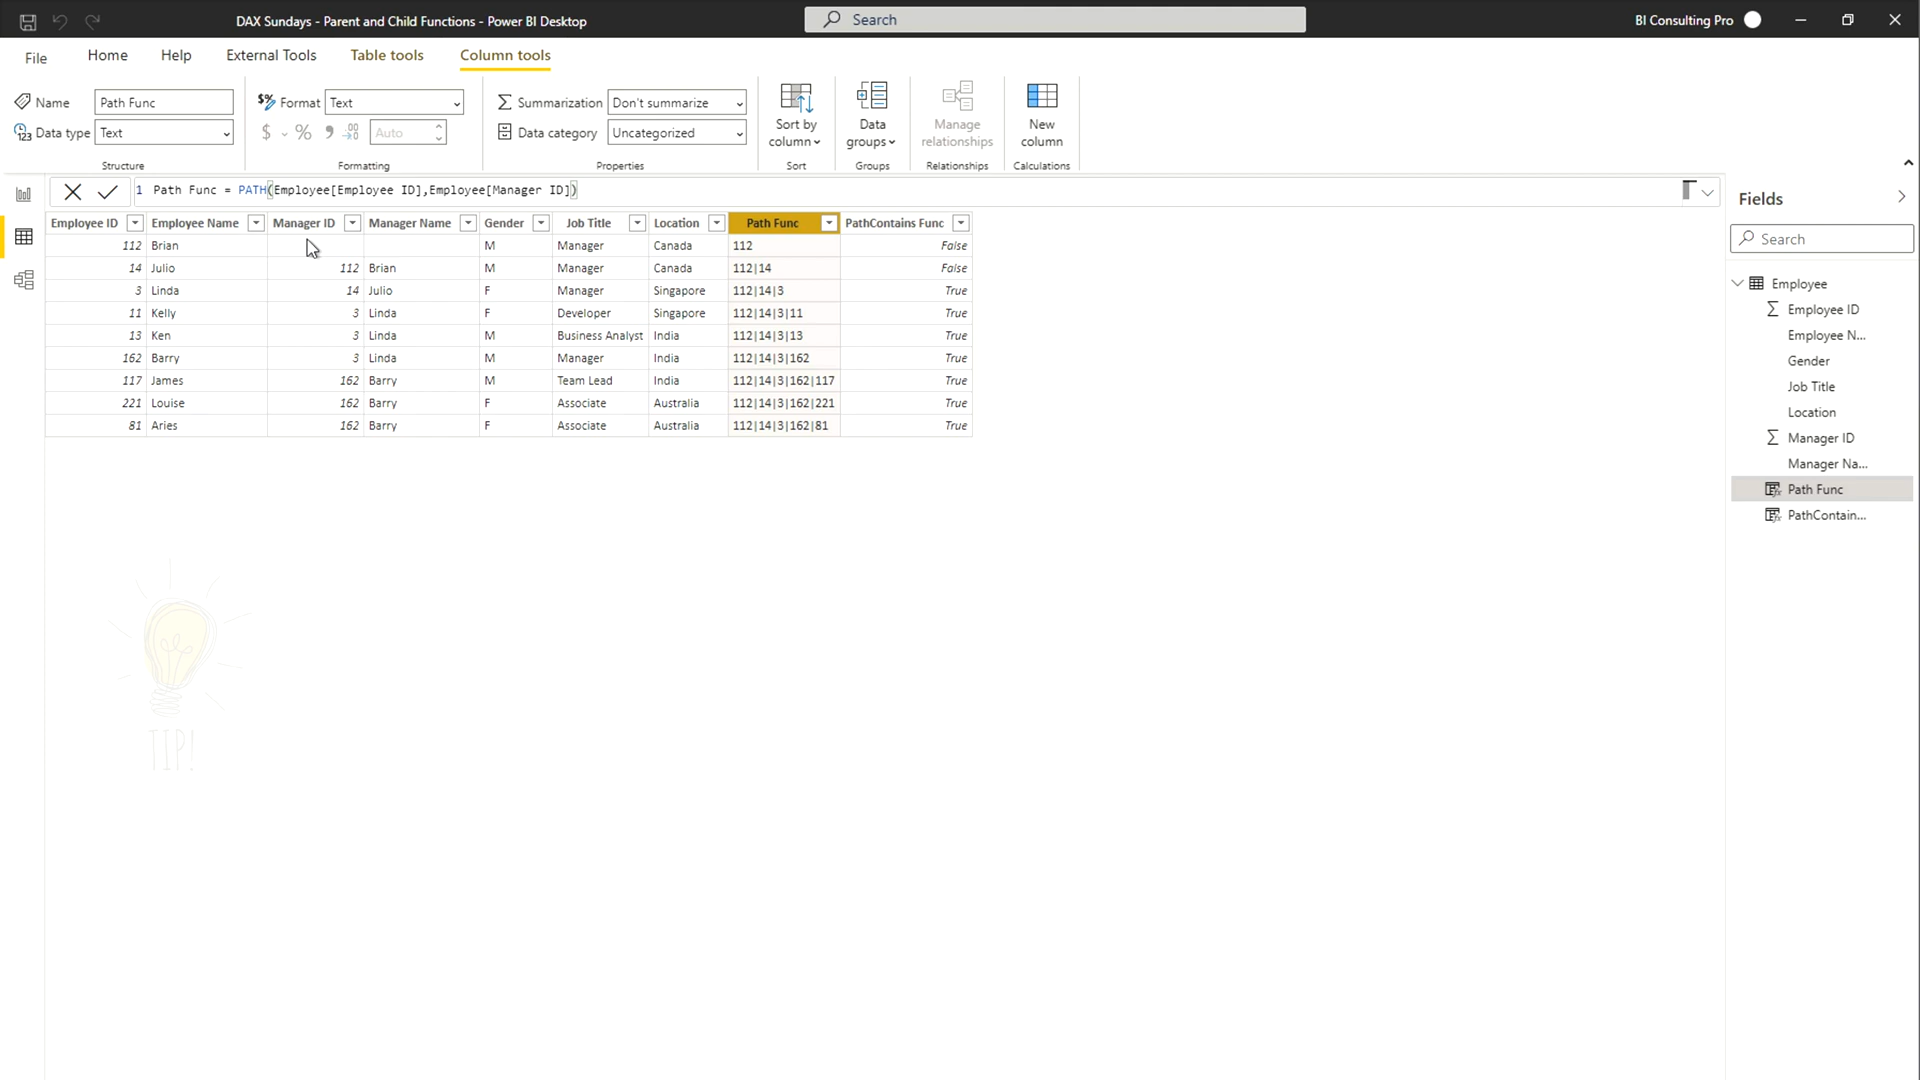 DAX Sundays - Parent and Child Functions - Power BI Desktop
Search
BI Consulting Pro
File Home Help External Tools Table tools Column tools
Name Path Func
Data type Text
Structure
Format Text
$ % Auto
Formatting
Summarization Don't summarize
Data category Uncategorized
Properties
Sort by column
Sort
Data groups
Groups
Manage relationships
Relationships
New column
Calculations
1 Path Func = PATH(Employee[Employee ID],Employee[Manager ID])
Employee ID Employee Name Manager ID Manager Name Gender Job Title Location Path Func PathContains Func
112 Brian M Manager Canada 112 False
14 Julio 112 Brian M Manager Canada 112|14 False
3 Linda 14 Julio F Manager Singapore 112|14|3 True
11 Kelly 3 Linda F Developer Singapore 112|14|3|11 True
13 Ken 3 Linda M Business Analyst India 112|14|3|13 True
162 Barry 3 Linda M Manager India 112|14|3|162 True
117 James 162 Barry M Team Lead India 112|14|3|162|117 True
221 Louise 162 Barry F Associate Australia 112|14|3|162|221 True
81 Aries 162 Barry F Associate Australia 112|14|3|162|81 True
TIP!
Fields
Search
Employee
Employee ID
Employee N...
Gender
Job Title
Location
Manager ID
Manager Na...
Path Func
PathContain...